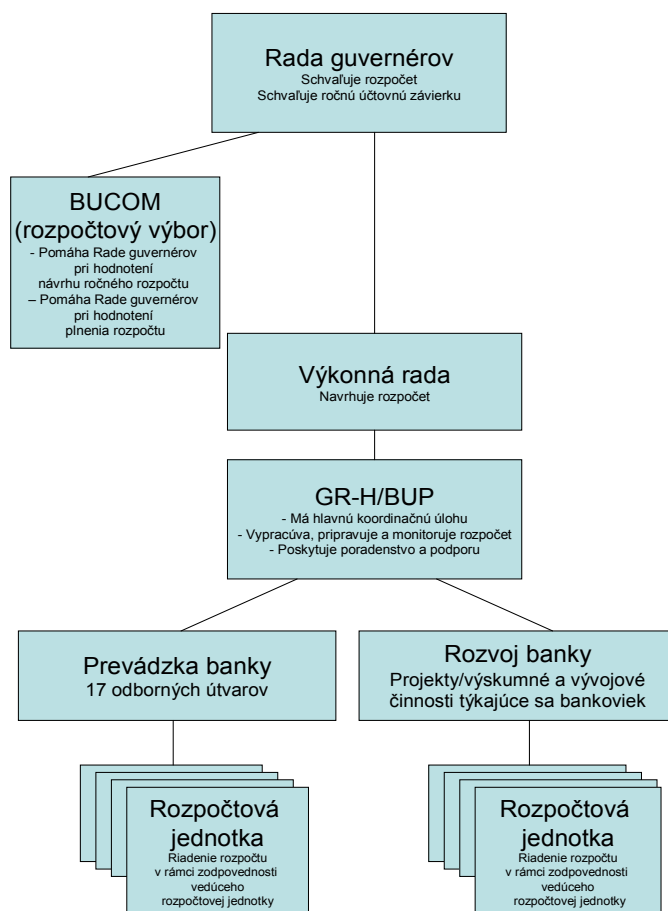 Rada guvernérov
Schvaľuje rozpočet
Schvaľuje ročnú účtovnú závierku
BUCOM
(rozpočtový výbor)
- Pomáha Rade guvernérov
pri hodnotení
návrhu ročného rozpočtu
– Pomáha Rade guvernérov
pri hodnotení
plnenia rozpočtu
Výkonná rada
Navrhuje rozpočet
GR-H/BUP
- Má hlavnú koordinačnú úlohu
- Vypracúva, pripravuje a monitoruje rozpočet
- Poskytuje poradenstvo a podporu
Prevádzka banky
17 odborných útvarov
Rozvoj banky
Projekty/výskumné a vývojové
činnosti týkajúce sa bankoviek
Rozpočtová
jednotka
Riadenie rozpočtu
v rámci zodpovednosti
vedúceho
rozpočtovej jednotky
Rozpočtová
jednotka
Riadenie rozpočtu
v rámci zodpovednosti
vedúceho
rozpočtovej jednotky